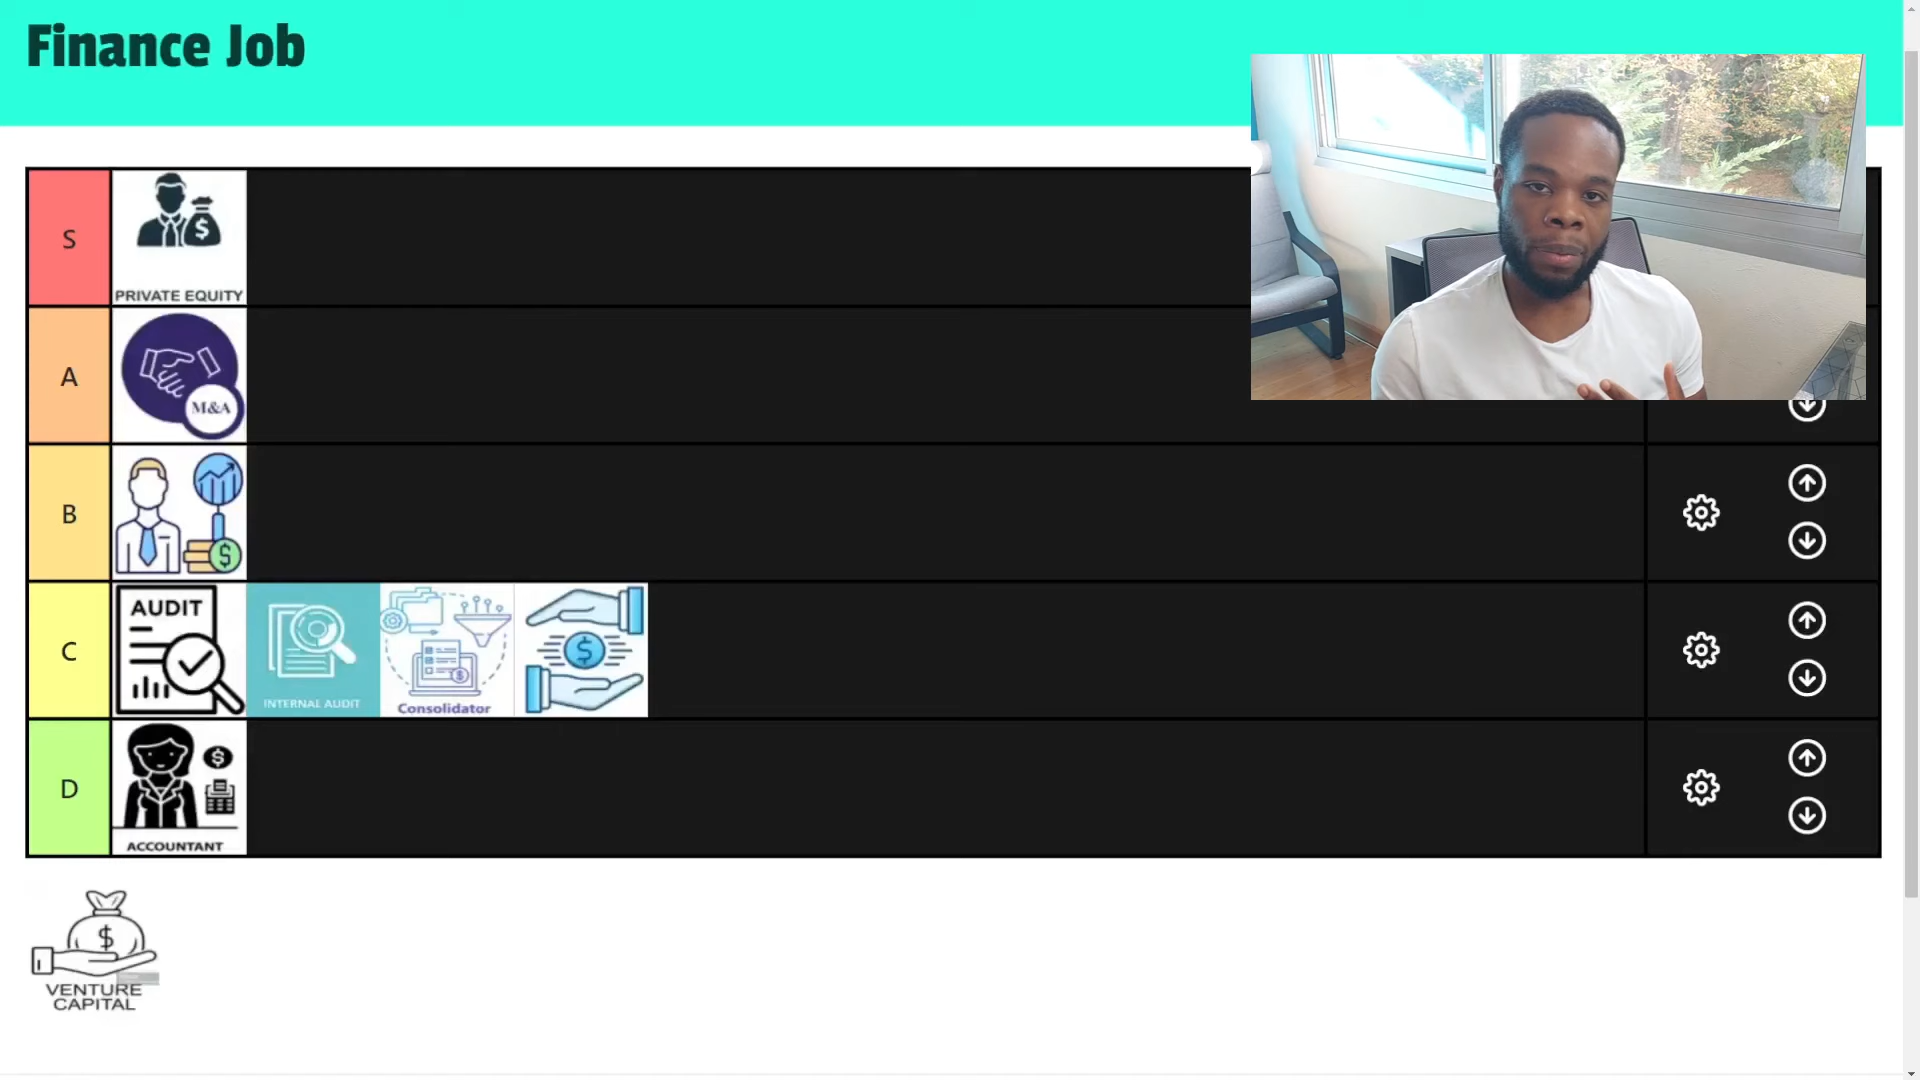 Finance Job
S
$
PRIVATE EQUITY
A
M&A
B
$
C
AUDIT
INTERNAL AUDIT
$
Consolidator
$
D
$
ACCOUNTANT
$
VENTURE
CAPITAL